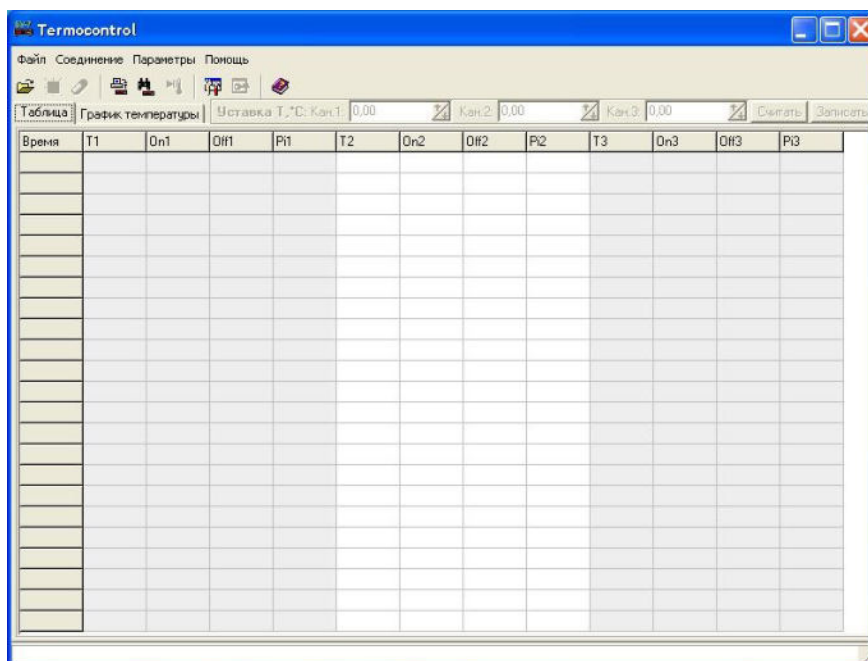 Termocontrol
Файл Соединение Параметры Понощь
Таблица График температуры Уставка T,°C: Кан.1: 0,00 Кан.2: 0,00 Кан.3: 0,00 Считать Записать
Время T1 On1 Off1 Pi1 T2 On2 Off2 Pi2 T3 On3 Off3 Pi3